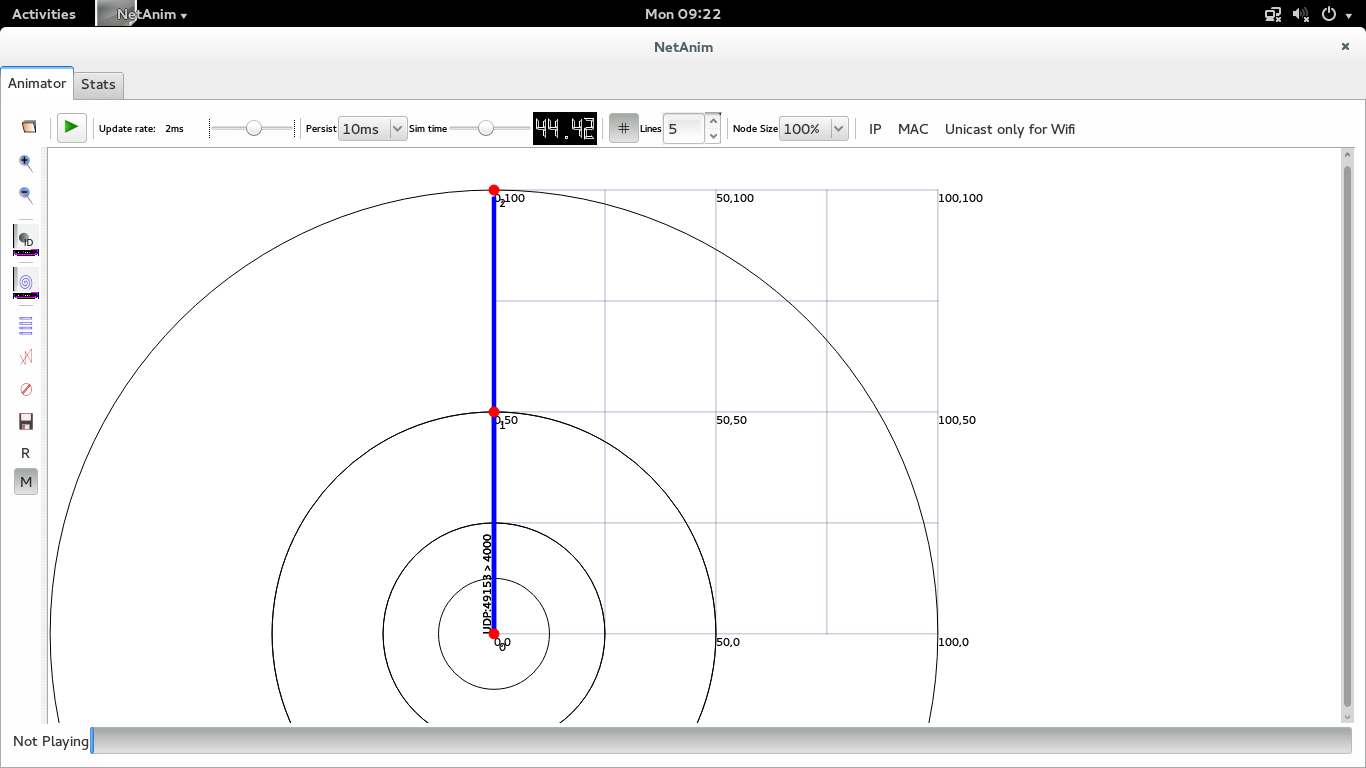 Activities NetAnim Mon 09:22
NetAnim
Animator Stats
Update rate: 2ms Persist 10ms Sim time 44.42 Lines 5 Node Size 100% IP MAC Unicast only for Wifi
ID
R
M
0,100 50,100 100,100
2
0,50 50,50 100,50
1
UDP:49153 > 4000
0,0 50,0 100,0
0
Not Playing